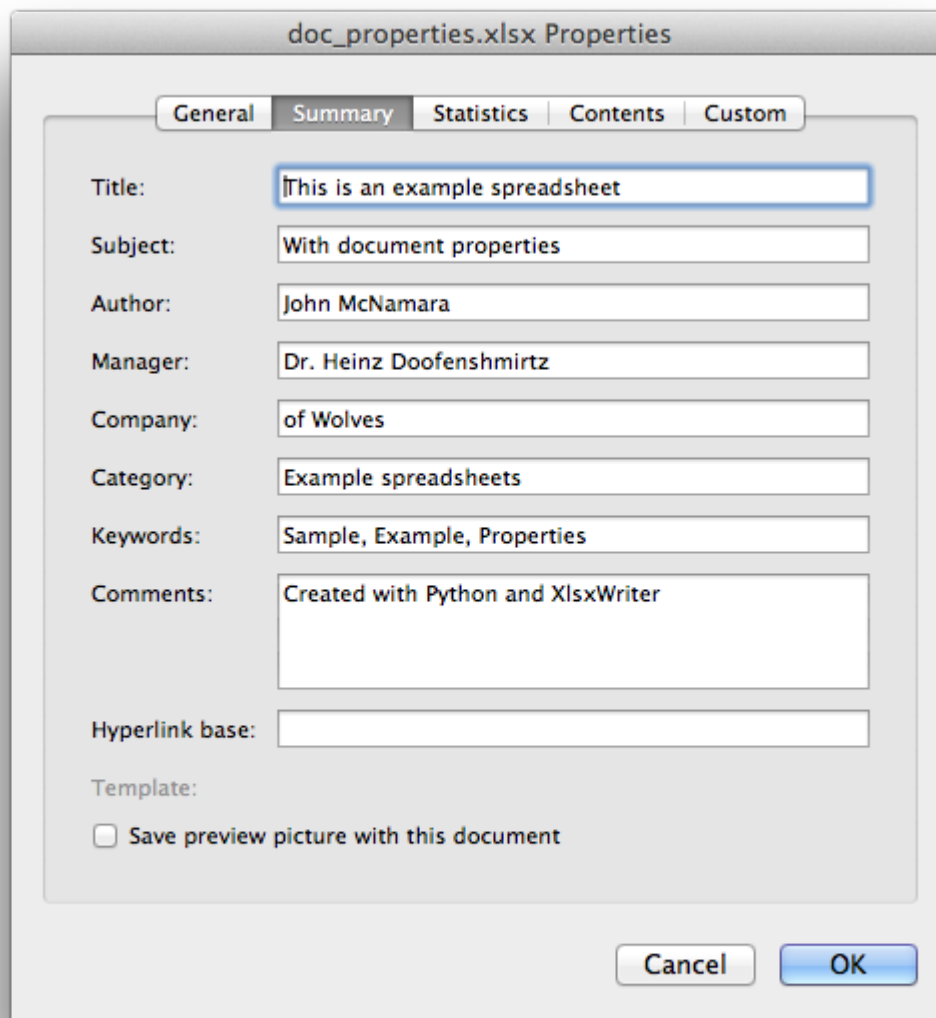 doc_properties.xlsx Properties
General Summary Statistics Contents Custom
Title: This is an example spreadsheet
Subject: With document properties
Author: John McNamara
Manager: Dr. Heinz Doofenshmirtz
Company: of Wolves
Category: Example spreadsheets
Keywords: Sample, Example, Properties
Comments: Created with Python and XlsxWriter
Hyperlink base:
Template:
Save preview picture with this document
Cancel OK